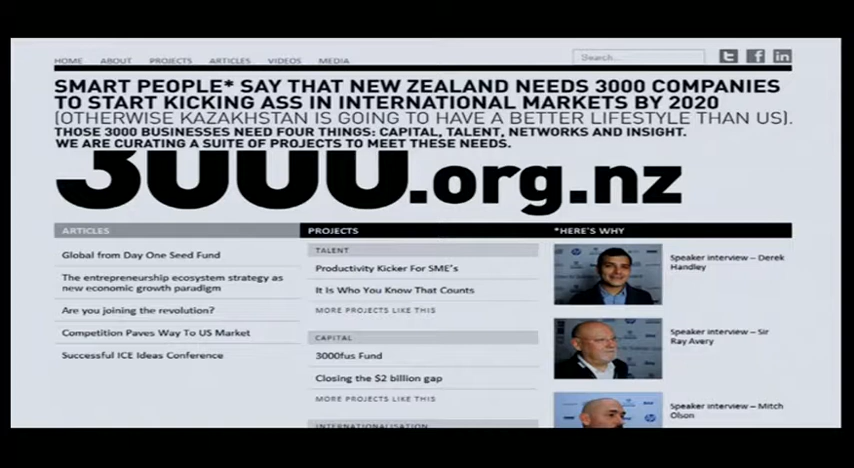 HOME ABOUT PROJECTS ARTICLES VIDEOS MEDIA Search...
SMART PEOPLE* SAY THAT NEW ZEALAND NEEDS 3000 COMPANIES
TO START KICKING ASS IN INTERNATIONAL MARKETS BY 2020
(OTHERWISE KAZAKHSTAN IS GOING TO HAVE A BETTER LIFESTYLE THAN US).
THOSE 3000 BUSINESSES NEED FOUR THINGS: CAPITAL, TALENT, NETWORKS AND INSIGHT.
WE ARE CURATING A SUITE OF PROJECTS TO MEET THESE NEEDS.
3000.org.nz
ARTICLES
Global from Day One Seed Fund
The entrepreneurship ecosystem strategy as
new economic growth paradigm
Are you joining the revolution?
Competition Paves Way To US Market
Successful ICE Ideas Conference
PROJECTS
TALENT
Productivity Kicker For SME's
It Is Who You Know That Counts
MORE PROJECTS LIKE THIS
CAPITAL
3000fus Fund
Closing the $2 billion gap
MORE PROJECTS LIKE THIS
INTERNATIONALISATION
*HERE'S WHY
Speaker interview – Derek
Handley
Speaker interview – Sir
Ray Avery
Speaker interview – Mitch
Olson